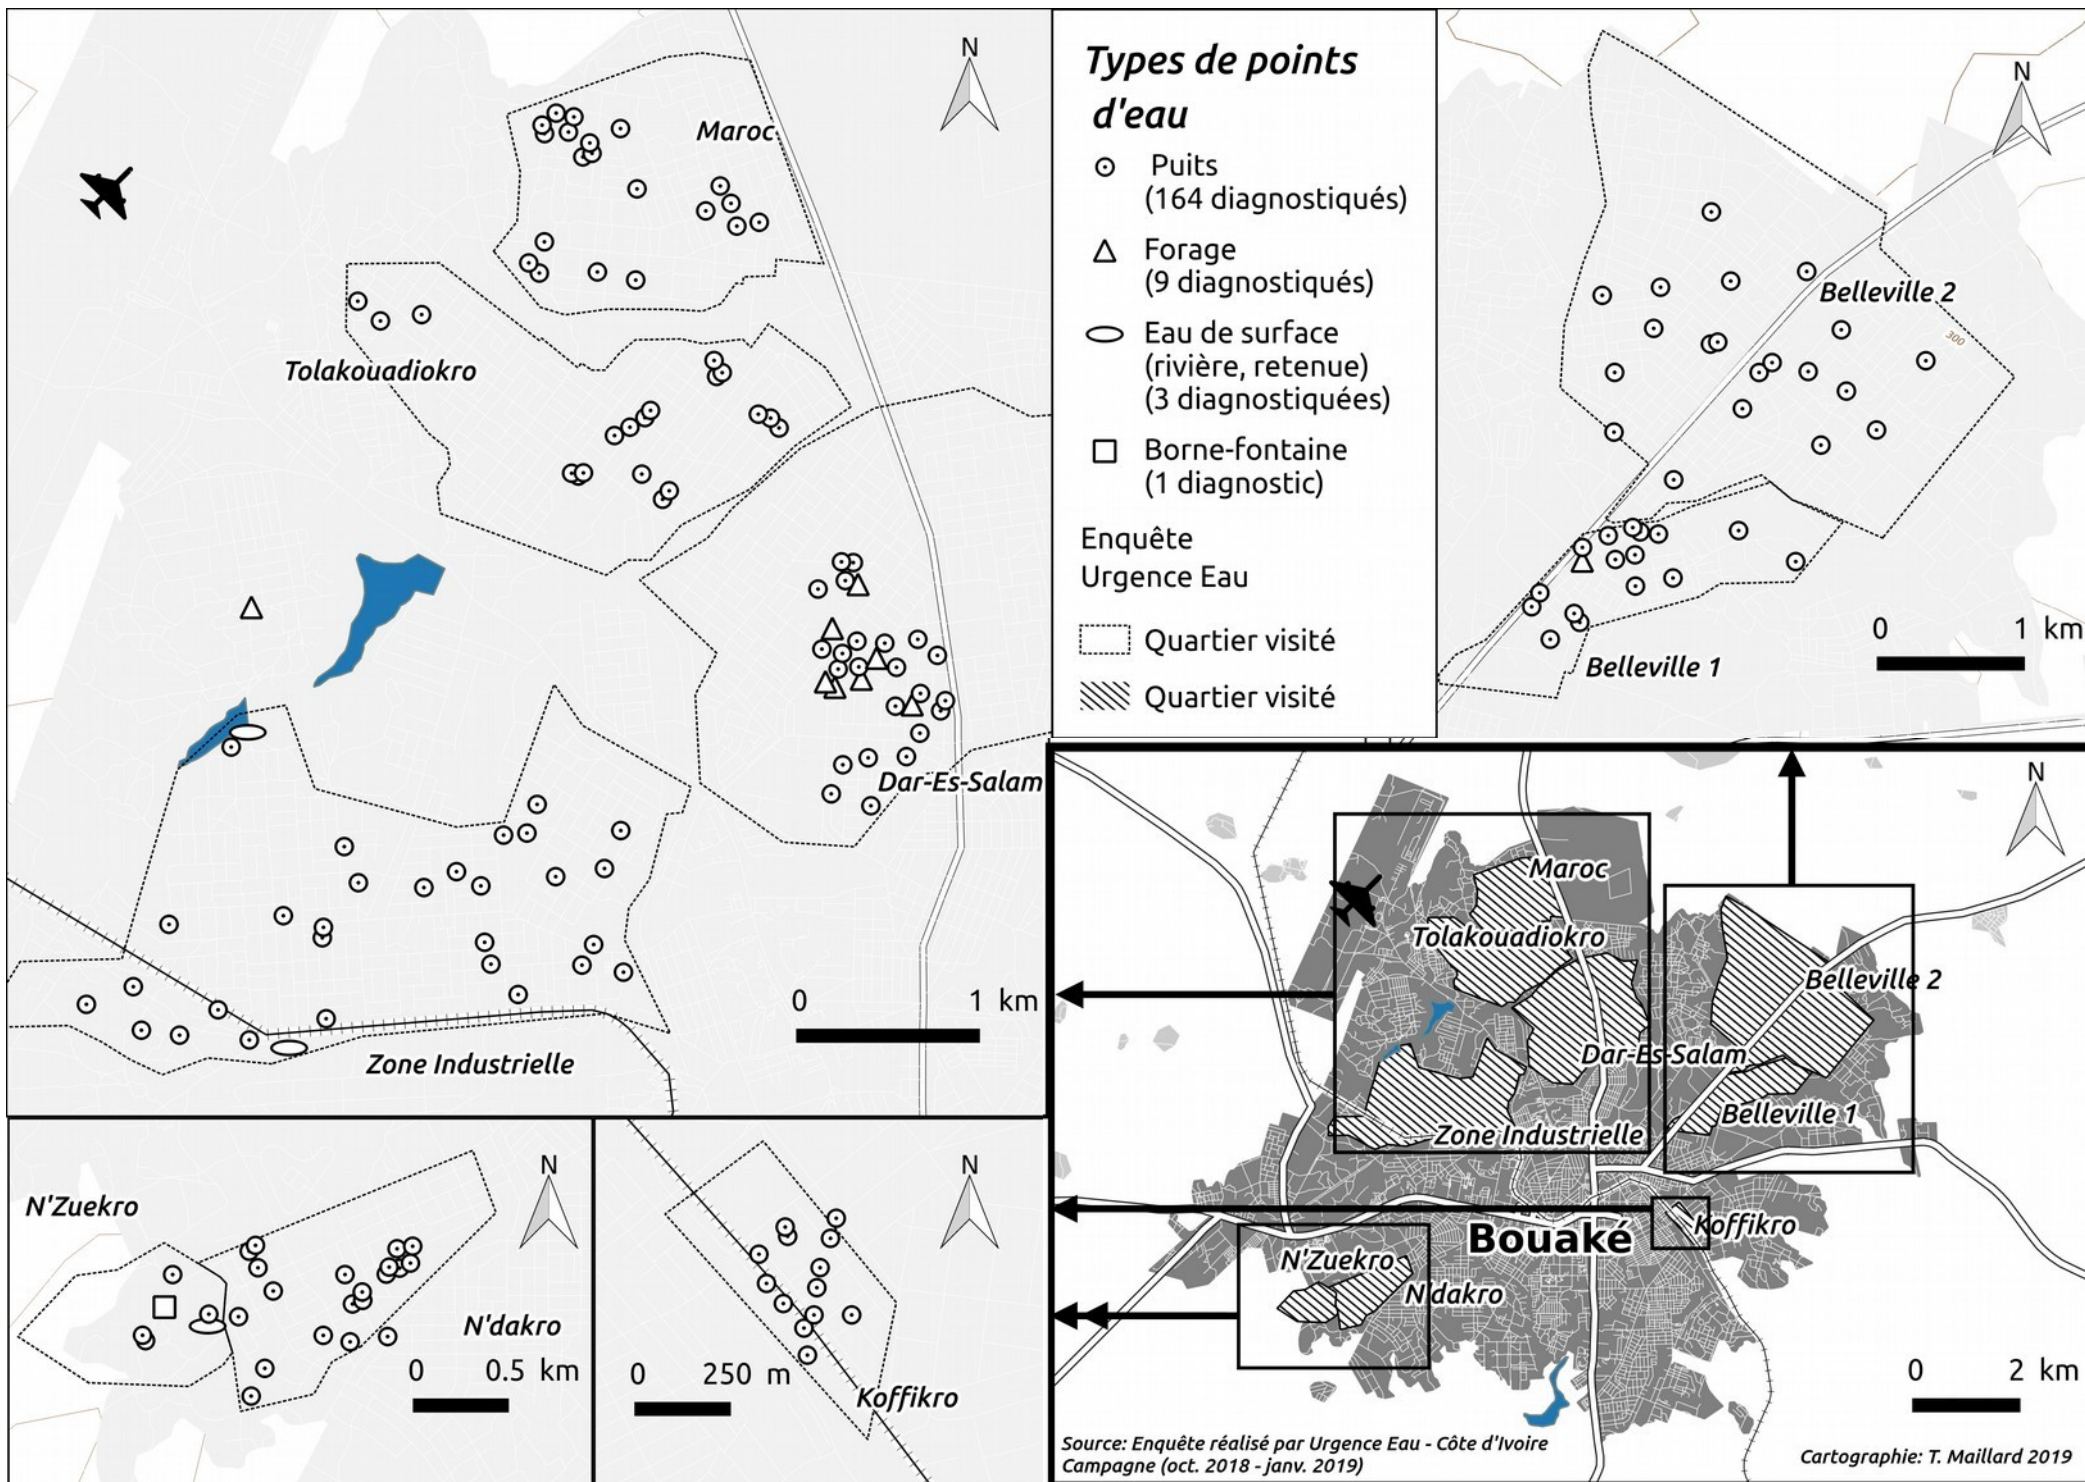 N
Maroc
Tolakouadiokro
Dar-Es-Salam
0 1 km
Zone Industrielle
Types de points
d'eau
Puits
(164 diagnostiqués)
Forage
(9 diagnostiqués)
Eau de surface
(rivière, retenue)
(3 diagnostiquées)
Borne-fontaine
(1 diagnostic)
Enquête
Urgence Eau
Quartier visité
Quartier visité
N
Belleville 2
300
0 1 km
Belleville 1
N
N'Zuekro
N'dakro
0 0.5 km
N
0 250 m
Koffikro
N
Maroc
Tolakouadiokro
Belleville 2
Dar-Es-Salam
Belleville 1
Zone Industrielle
Koffikro
Bouaké
N'Zuekro
N'dakro
0 2 km
Source: Enquête réalisé par Urgence Eau - Côte d'Ivoire
Campagne (oct. 2018 - janv. 2019)
Cartographie: T. Maillard 2019